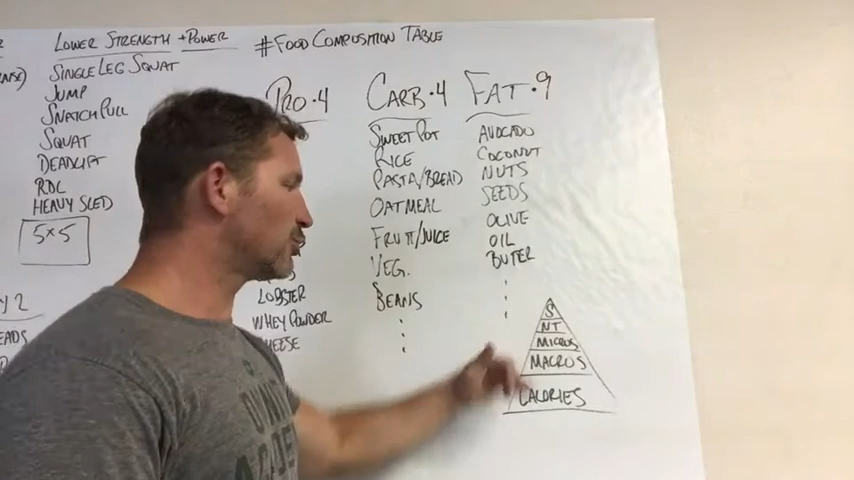 LOWER STRENGTH + POWER
SINGLE LEG SQUAT
JUMP
SNATCH PULL
SQUAT
DEADLIFT
RDL
HEAVY SLED
5x5
#FOOD COMPOSITION TABLE
PRO • 4
LOBSTER
WHEY POWDER
CHEESE
CARB • 4
SWEET POT
RICE
PASTA/BREAD
OATMEAL
FRUIT/JUICE
VEG.
BEANS
FAT • 9
AVOCADO
COCONUT
NUTS
SEEDS
OLIVE
OIL
BUTER
S
NT
MICROS
MACROS
CALORIES